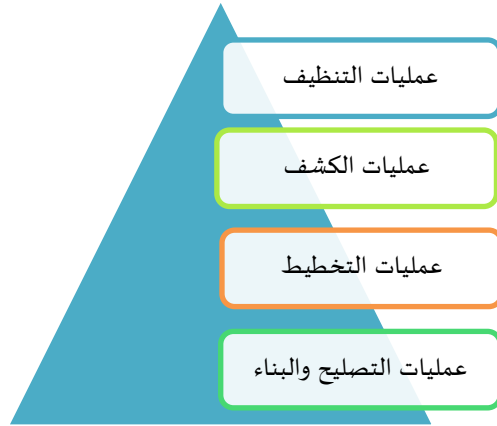 عمليات التنظيف
عمليات الكشف
عمليات التخطيط
عمليات التصليح والبناء